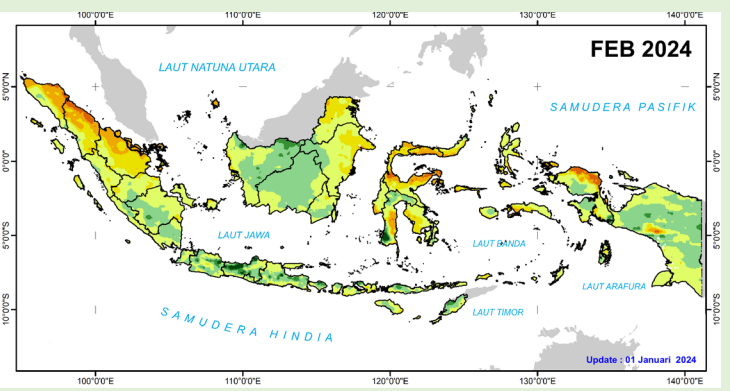 100°0'0"E 110°0'0"E 120°0'0"E 130°0'0"E 140°0'0"E
FEB 2024
LAUT NATUNA UTARA
5°0'0"N 5°0'0"N
SAMUDERA PASIFIK
0°0'0" 0°0'0"
LAUT JAWA
LAUT BANDA
5°0'0"S 5°0'0"S
LAUT ARAFURA
SAMUDERA HINDIA
LAUT TIMOR
10°0'0"S 10°0'0"S
Update : 01 Januari 2024
100°0'0"E 110°0'0"E 120°0'0"E 130°0'0"E 140°0'0"E